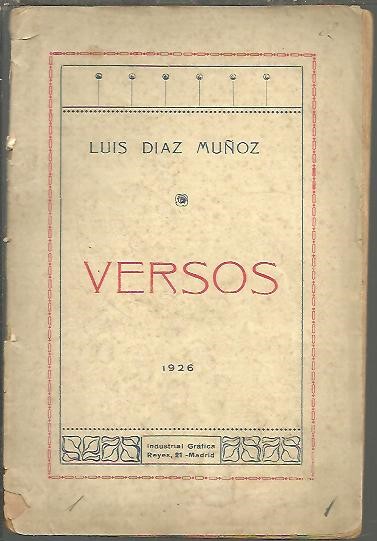 LUIS DIAZ MUÑOZ
VERSOS
1926
Industrial Gráfica
Reyes, 21 - Madrid